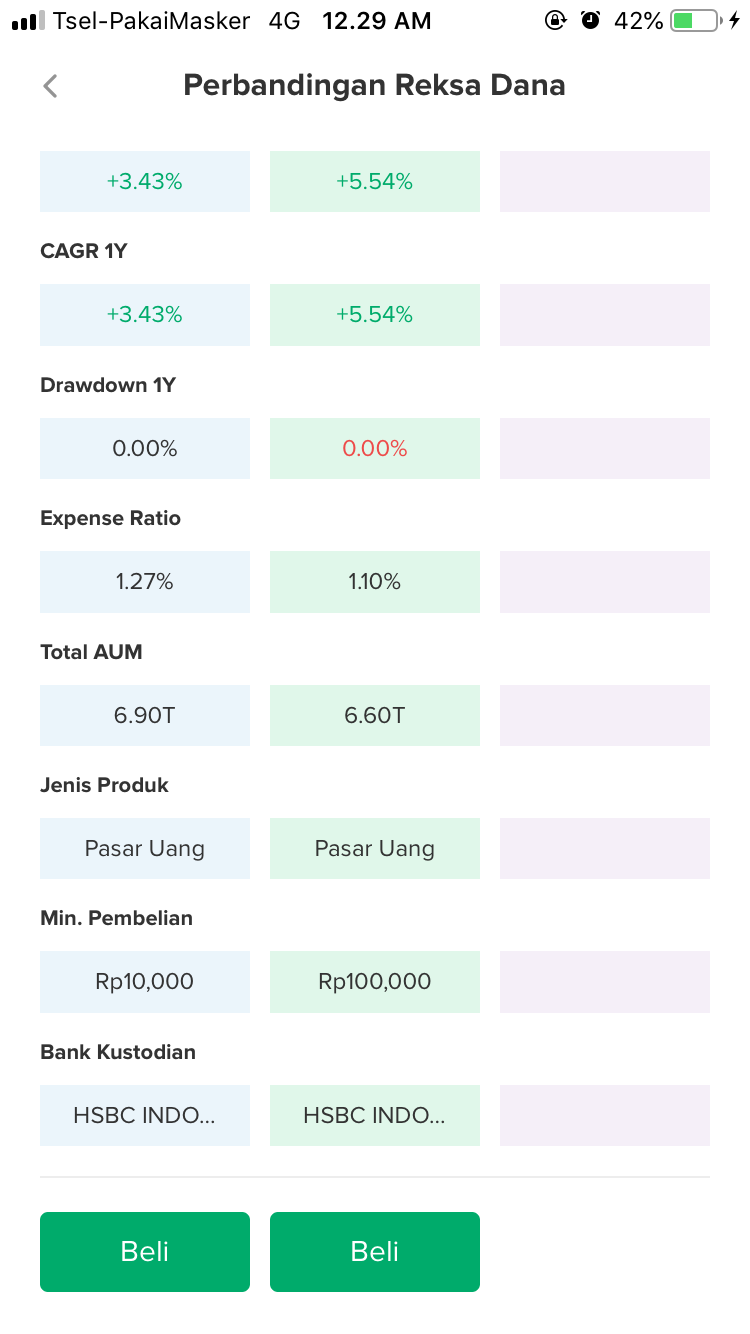 Tsel-PakaiMasker 4G 12.29 AM 42%
Perbandingan Reksa Dana
+3.43% +5.54%
CAGR 1Y
+3.43% +5.54%
Drawdown 1Y
0.00% 0.00%
Expense Ratio
1.27% 1.10%
Total AUM
6.90T 6.60T
Jenis Produk
Pasar Uang Pasar Uang
Min. Pembelian
Rp10,000 Rp100,000
Bank Kustodian
HSBC INDO... HSBC INDO...
Beli Beli